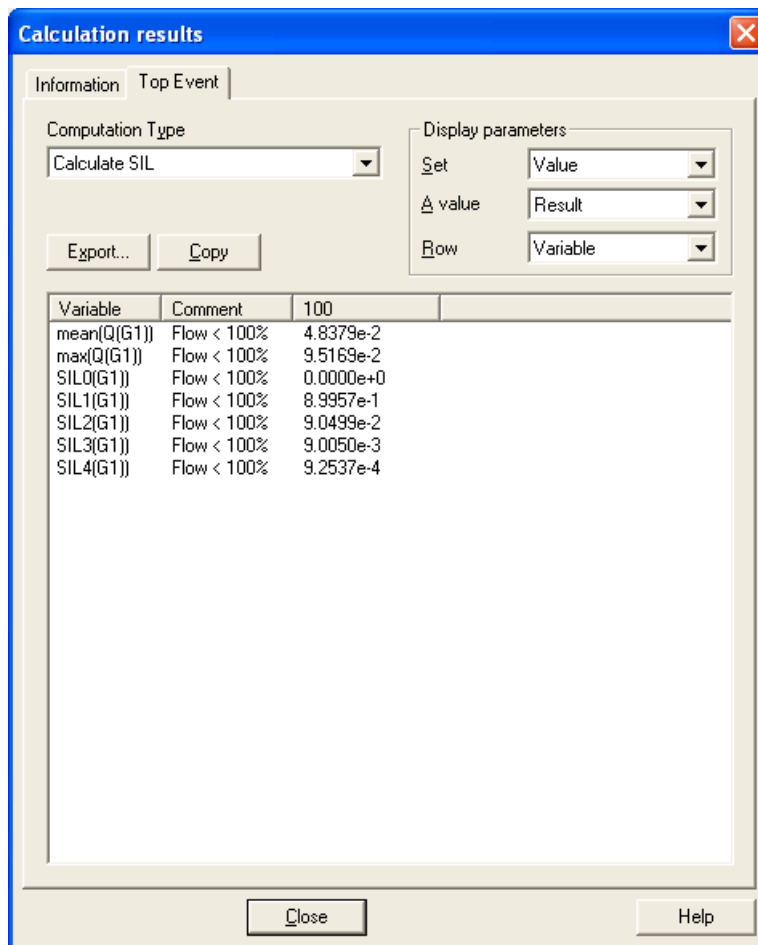 Calculation results
Information Top Event
Computation Type
Calculate SIL
Display parameters
Set Value
A value Result
Row Variable
Export... Copy
Variable Comment 100
mean(Q(G1)) Flow < 100% 4.8379e-2
max(Q(G1)) Flow < 100% 9.5169e-2
SIL0(G1)) Flow < 100% 0.0000e+0
SIL1(G1)) Flow < 100% 8.9957e-1
SIL2(G1)) Flow < 100% 9.0499e-2
SIL3(G1)) Flow < 100% 9.0050e-3
SIL4(G1)) Flow < 100% 9.2537e-4
Close Help